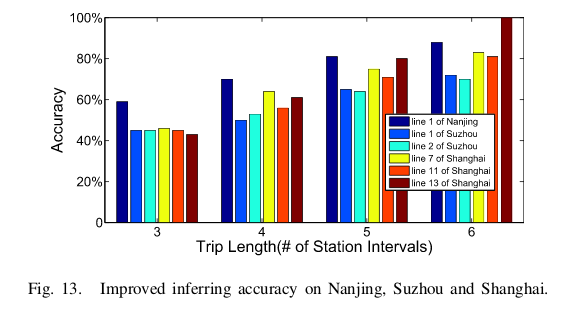 100%
80%
60%
40%
20%
0
Accuracy
line 1 of Nanjing
line 1 of Suzhou
line 2 of Suzhou
line 7 of Shanghai
line 11 of Shanghai
line 13 of Shanghai
3 4 5 6
Trip Length(# of Station Intervals)
Fig. 13. Improved inferring accuracy on Nanjing, Suzhou and Shanghai.